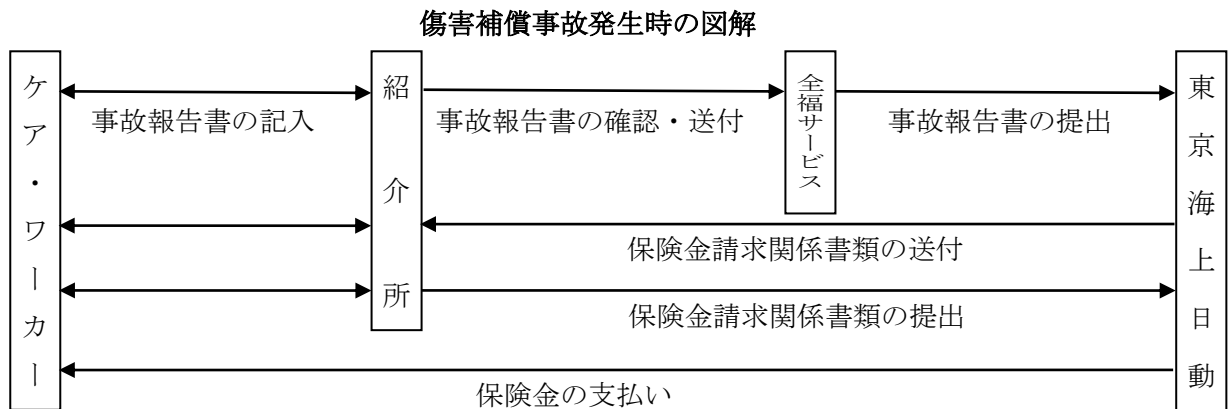 傷害補償事故発生時の図解
ケア・ワーカー
紹介所
全福サービス
東京海上日動
事故報告書の記入
事故報告書の確認・送付
事故報告書の提出
保険金請求関係書類の送付
保険金請求関係書類の提出
保険金の支払い